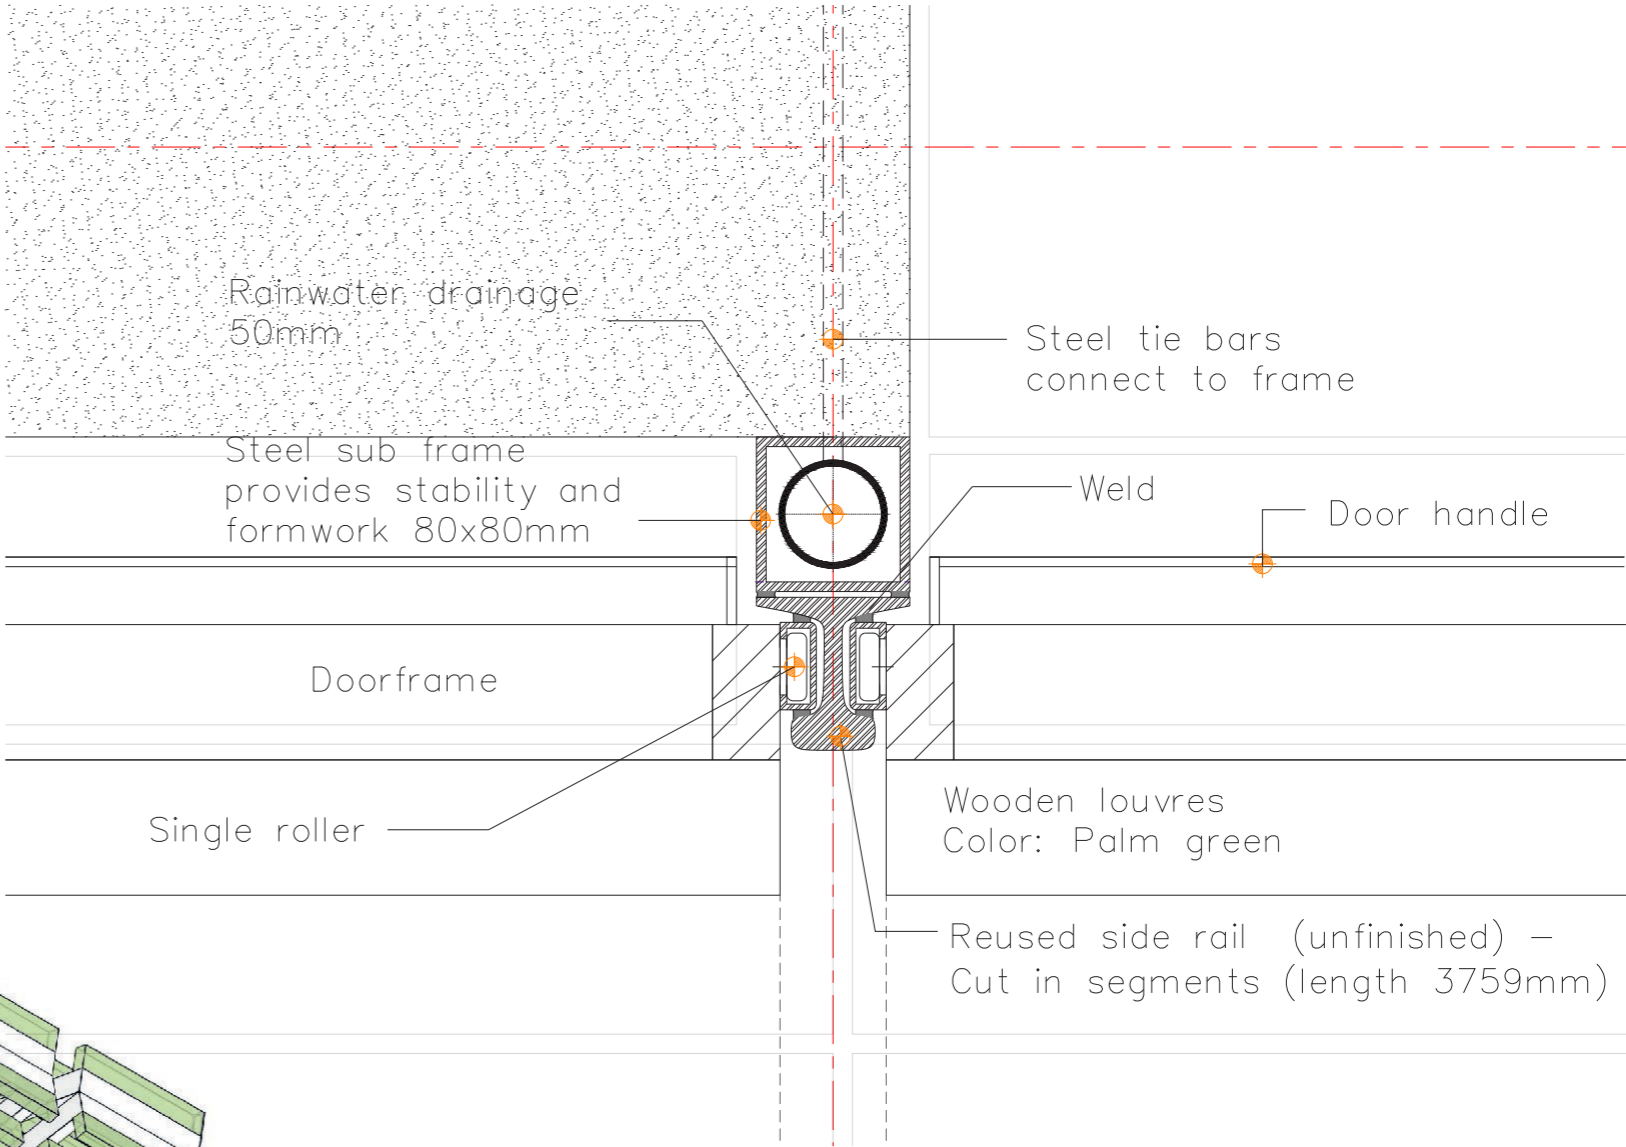 Rainwater drainage
50mm
Steel tie bars
connect to frame
Steel sub frame
provides stability and
formwork 80x80mm
Weld
Door handle
Doorframe
Single roller
Wooden louvres
Color: Palm green
Reused side rail (unfinished) –
Cut in segments (length 3759mm)